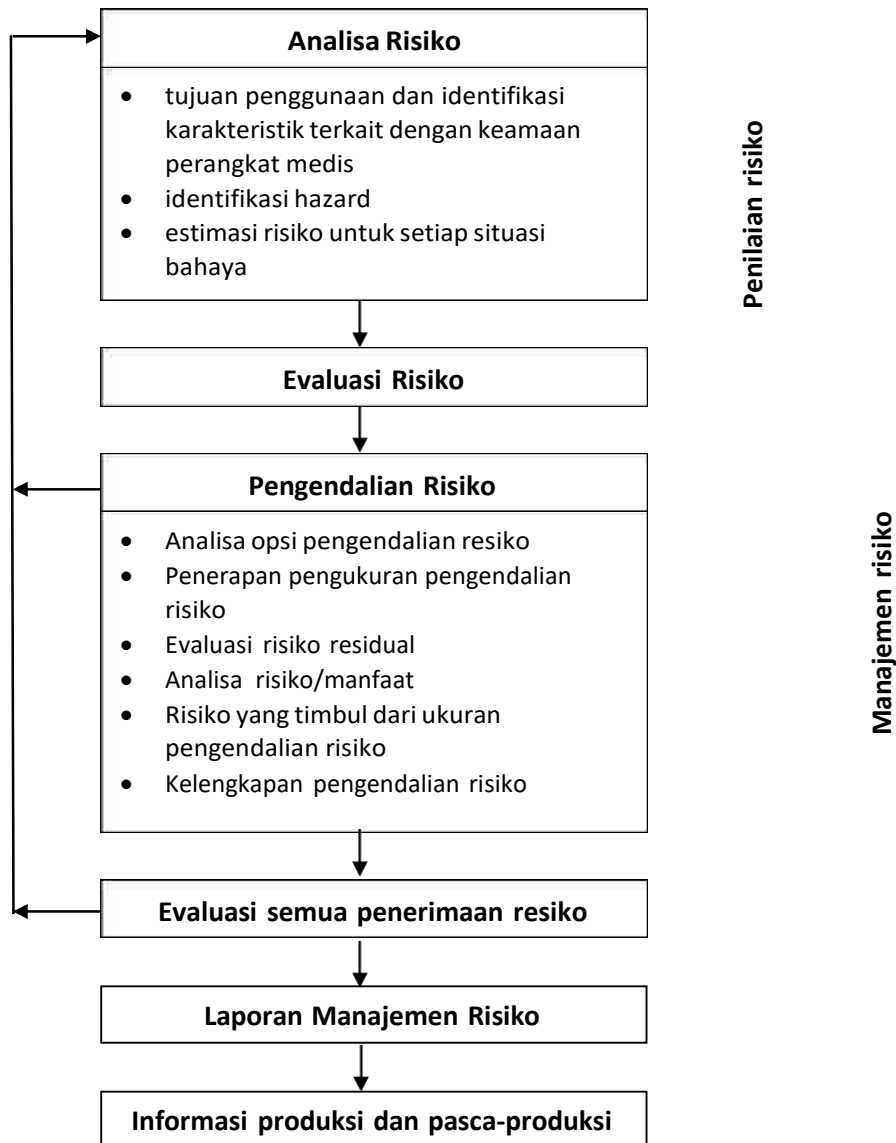 Analisa Risiko
• tujuan penggunaan dan identifikasi
karakteristik terkait dengan keamaan
perangkat medis
• identifikasi hazard
• estimasi risiko untuk setiap situasi
bahaya
Penilaian risiko
Evaluasi Risiko
Pengendalian Risiko
• Analisa opsi pengendalian resiko
• Penerapan pengukuran pengendalian
risiko
• Evaluasi risiko residual
• Analisa risiko/manfaat
• Risiko yang timbul dari ukuran
pengendalian risiko
• Kelengkapan pengendalian risiko
Manajemen risiko
Evaluasi semua penerimaan resiko
Laporan Manajemen Risiko
Informasi produksi dan pasca-produksi